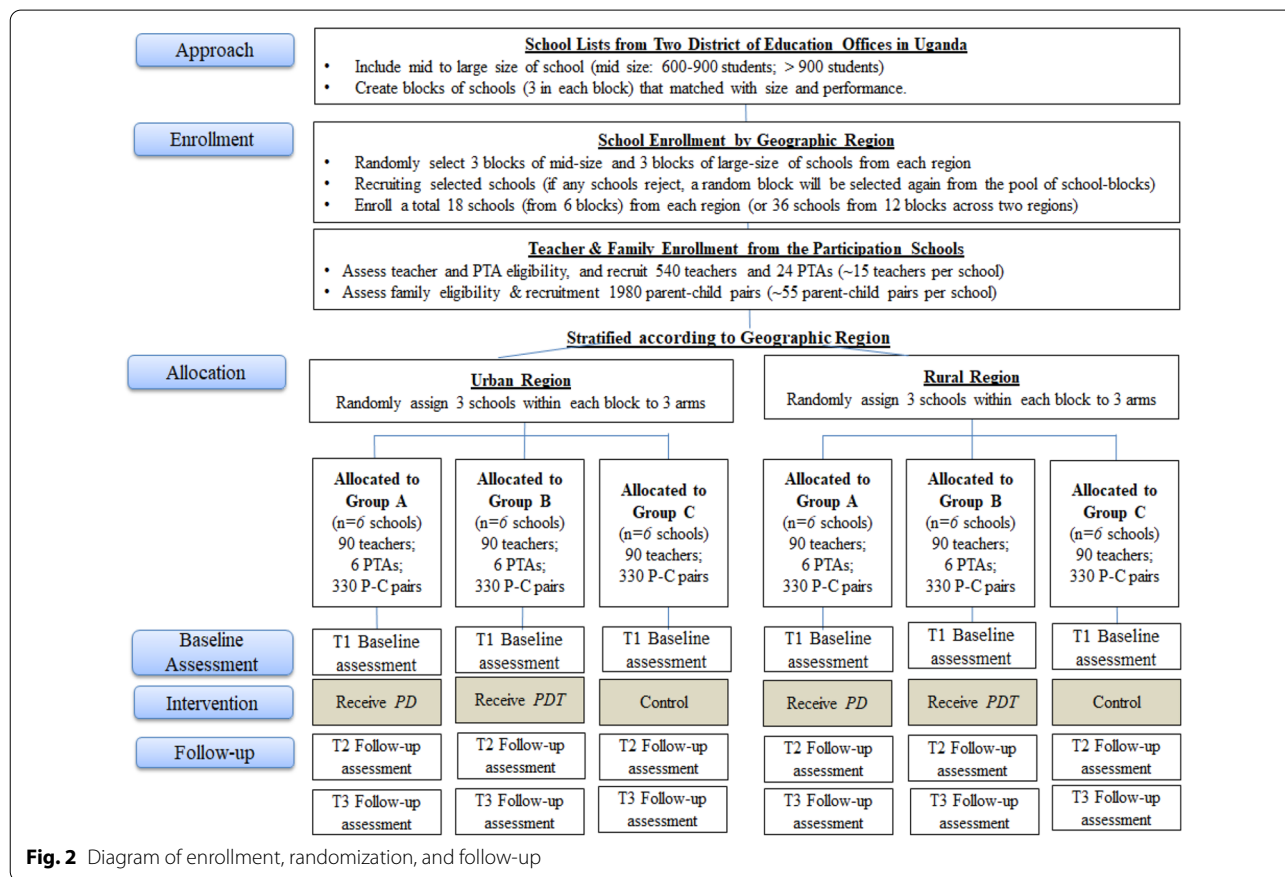 Approach
School Lists from Two District of Education Offices in Uganda
• Include mid to large size of school (mid size: 600-900 students; > 900 students)
• Create blocks of schools (3 in each block) that matched with size and performance.
Enrollment
School Enrollment by Geographic Region
• Randomly select 3 blocks of mid-size and 3 blocks of large-size of schools from each region
• Recruiting selected schools (if any schools reject, a random block will be selected again from the pool of school-blocks)
• Enroll a total 18 schools (from 6 blocks) from each region (or 36 schools from 12 blocks across two regions)
Teacher & Family Enrollment from the Participation Schools
• Assess teacher and PTA eligibility, and recruit 540 teachers and 24 PTAs (~15 teachers per school)
• Assess family eligibility & recruitment 1980 parent-child pairs (~55 parent-child pairs per school)
Stratified according to Geographic Region
Allocation
Urban Region
Randomly assign 3 schools within each block to 3 arms
Rural Region
Randomly assign 3 schools within each block to 3 arms
Allocated to
Group A
(n=6 schools)
90 teachers;
6 PTAs;
330 P-C pairs
Allocated to
Group B
(n=6 schools)
90 teachers;
6 PTAs;
330 P-C pairs
Allocated to
Group C
(n=6 schools)
90 teachers;
330 P-C pairs
Allocated to
Group A
(n=6 schools)
90 teachers;
6 PTAs;
330 P-C pairs
Allocated to
Group B
(n=6 schools)
90 teachers;
6 PTAs;
330 P-C pairs
Allocated to
Group C
(n=6 schools)
90 teachers;
330 P-C pairs
Baseline
Assessment
T1 Baseline
assessment
T1 Baseline
assessment
T1 Baseline
assessment
T1 Baseline
assessment
T1 Baseline
assessment
T1 Baseline
assessment
Intervention
Receive PD
Receive PDT
Control
Receive PD
Receive PDT
Control
Follow-up
T2 Follow-up
assessment
T2 Follow-up
assessment
T2 Follow-up
assessment
T2 Follow-up
assessment
T2 Follow-up
assessment
T2 Follow-up
assessment
T3 Follow-up
assessment
T3 Follow-up
assessment
T3 Follow-up
assessment
T3 Follow-up
assessment
T3 Follow-up
assessment
T3 Follow-up
assessment
Fig. 2 Diagram of enrollment, randomization, and follow-up